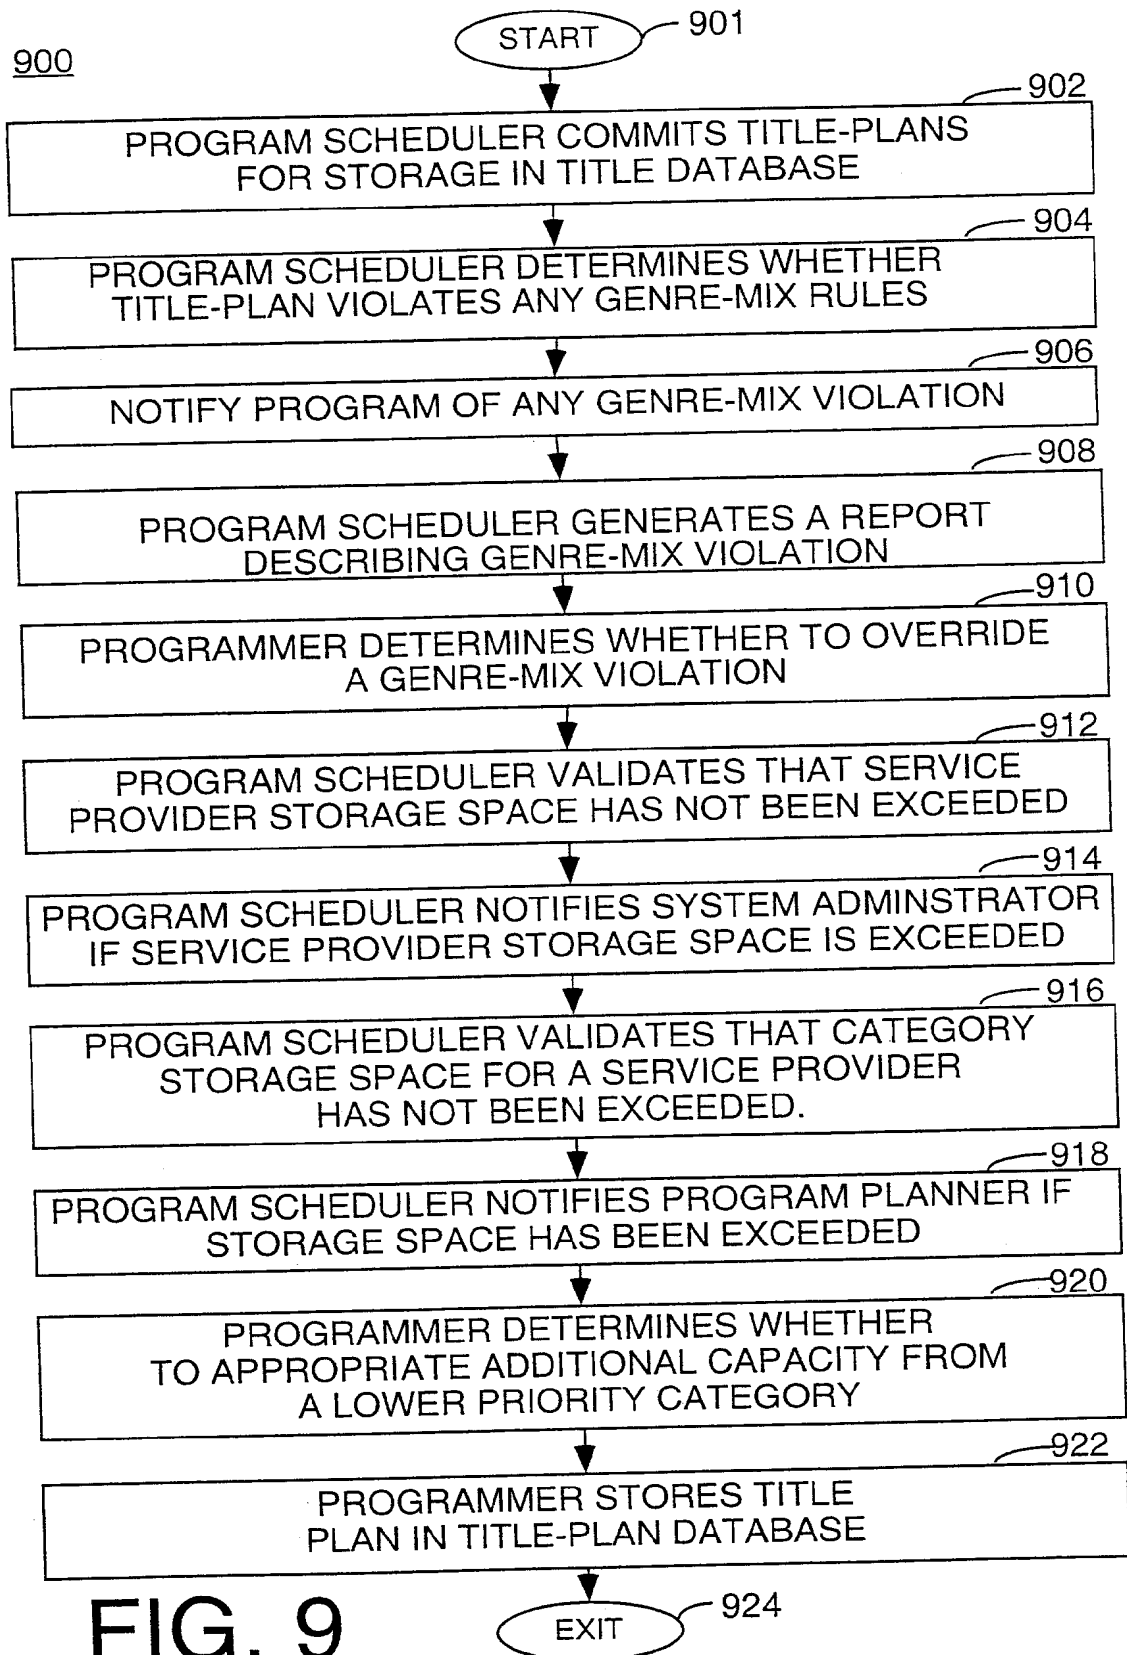 900
START
901
902
PROGRAM SCHEDULER COMMITS TITLE-PLANS
FOR STORAGE IN TITLE DATABASE
904
PROGRAM SCHEDULER DETERMINES WHETHER
TITLE-PLAN VIOLATES ANY GENRE-MIX RULES
906
NOTIFY PROGRAM OF ANY GENRE-MIX VIOLATION
908
PROGRAM SCHEDULER GENERATES A REPORT
DESCRIBING GENRE-MIX VIOLATION
910
PROGRAMMER DETERMINES WHETHER TO OVERRIDE
A GENRE-MIX VIOLATION
912
PROGRAM SCHEDULER VALIDATES THAT SERVICE
PROVIDER STORAGE SPACE HAS NOT BEEN EXCEEDED
914
PROGRAM SCHEDULER NOTIFIES SYSTEM ADMINSTRATOR
IF SERVICE PROVIDER STORAGE SPACE IS EXCEEDED
916
PROGRAM SCHEDULER VALIDATES THAT CATEGORY
STORAGE SPACE FOR A SERVICE PROVIDER
HAS NOT BEEN EXCEEDED.
918
PROGRAM SCHEDULER NOTIFIES PROGRAM PLANNER IF
STORAGE SPACE HAS BEEN EXCEEDED
920
PROGRAMMER DETERMINES WHETHER
TO APPROPRIATE ADDITIONAL CAPACITY FROM
A LOWER PRIORITY CATEGORY
922
PROGRAMMER STORES TITLE
PLAN IN TITLE-PLAN DATABASE
924
EXIT
FIG. 9